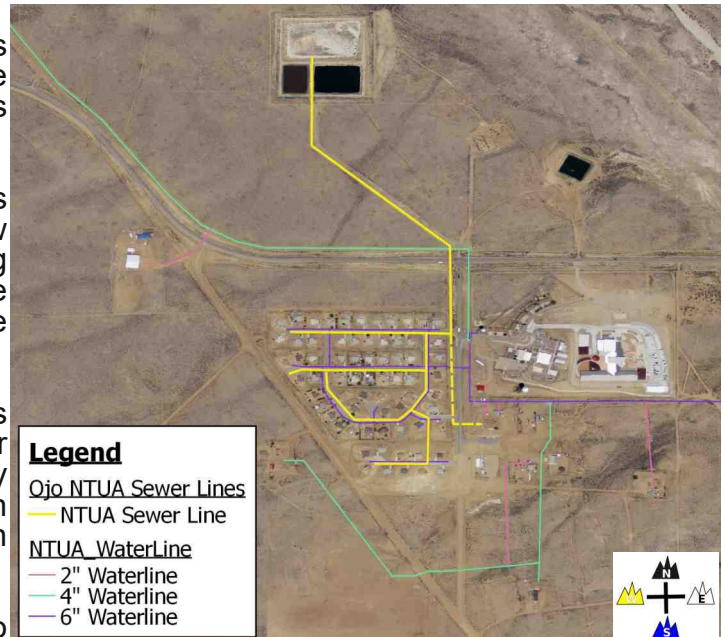 s
e
s
s
w
g
e
e
s
r
y
n
n
o
Legend
Ojo NTUA Sewer Lines
NTUA Sewer Line
NTUA_WaterLine
2" Waterline
4" Waterline
6" Waterline
N
E
S